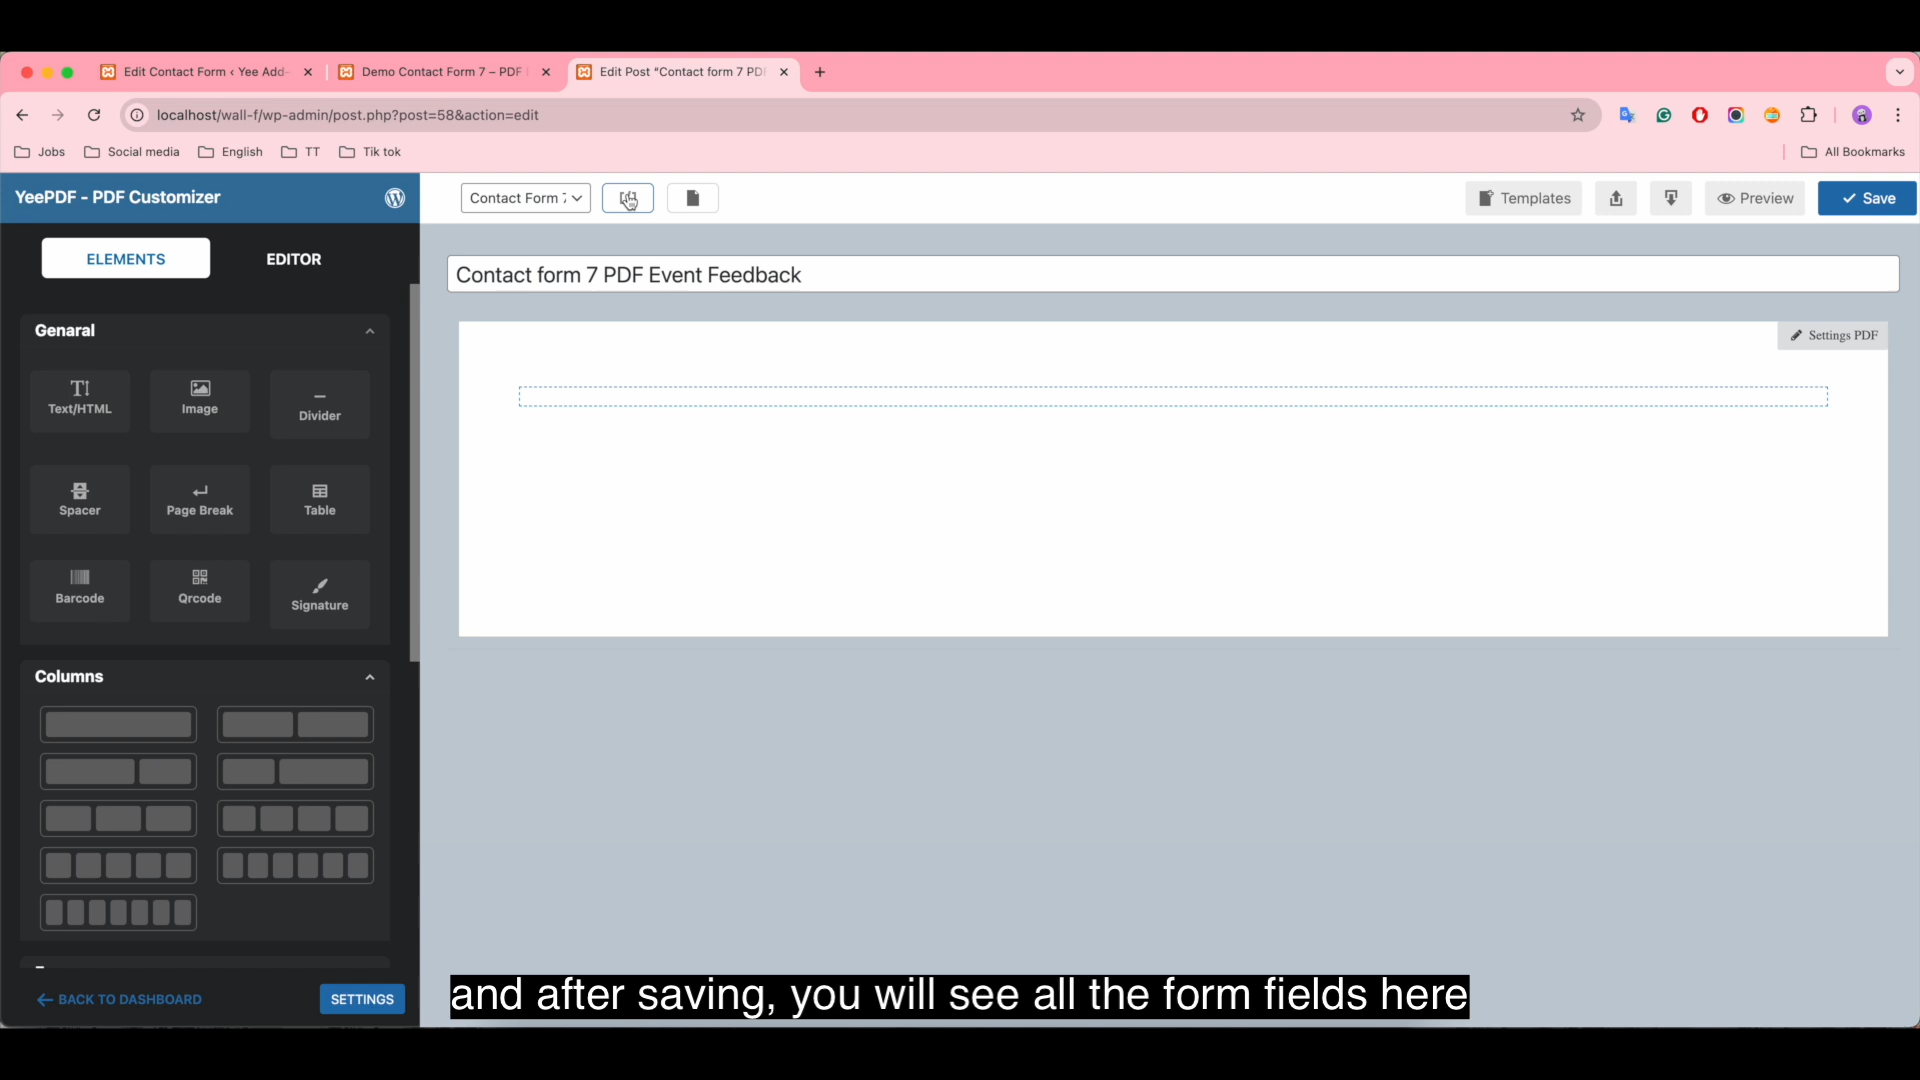 Edit Contact Form ‹ Yee Add-
Demo Contact Form 7 – PDF
Edit Post “Contact form 7 PDF
localhost/wall-f/wp-admin/post.php?post=58&action=edit
Jobs
Social media
English
TT
Tik tok
All Bookmarks
YeePDF - PDF Customizer
Contact Form 7
Templates
Preview
Save
ELEMENTS
EDITOR
Contact form 7 PDF Event Feedback
Settings PDF
Genaral
Text/HTML
Image
Divider
Spacer
Page Break
Table
Barcode
Qrcode
Signature
Columns
BACK TO DASHBOARD
SETTINGS
and after saving, you will see all the form fields here